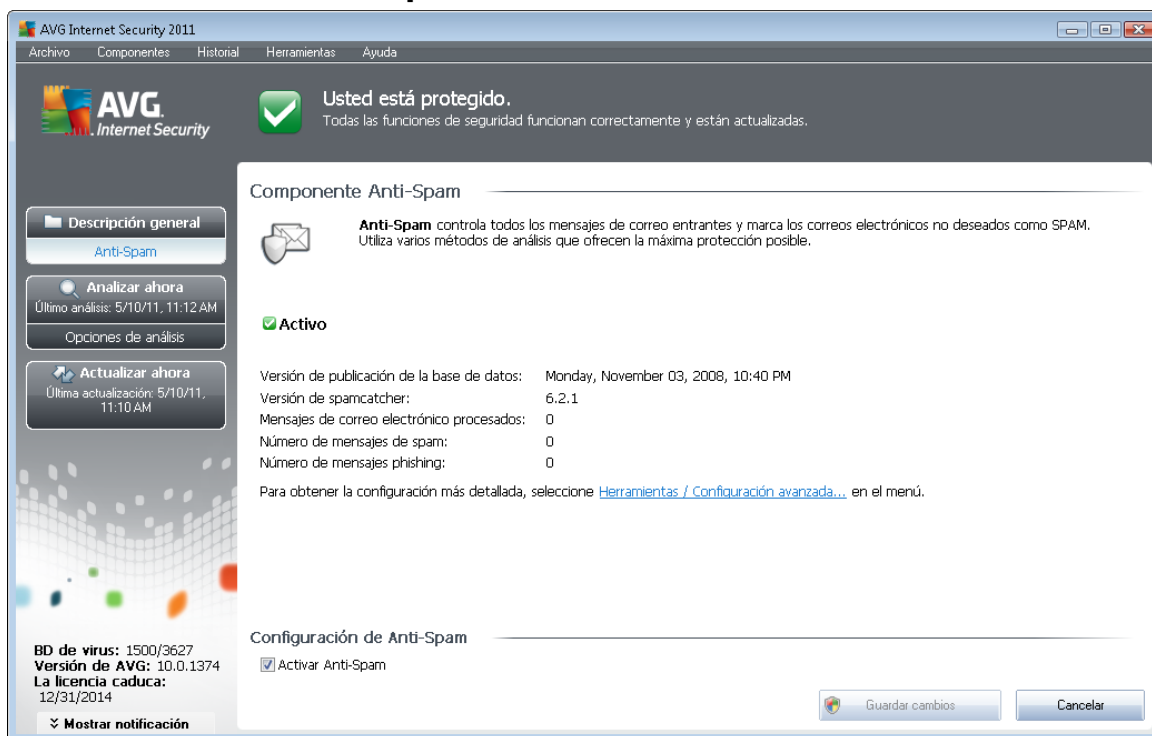 AVG Internet Security 2011
Archivo Componentes Historial Herramientas Ayuda
AVG.
Internet Security
Usted está protegido.
Todas las funciones de seguridad funcionan correctamente y están actualizadas.
Descripción general
Anti-Spam
Analizar ahora
Último análisis: 5/10/11, 11:12 AM
Opciones de análisis
Actualizar ahora
Última actualización: 5/10/11,
11:10 AM
BD de virus: 1500/3627
Versión de AVG: 10.0.1374
La licencia caduca:
12/31/2014
Mostrar notificación
Componente Anti-Spam
Anti-Spam controla todos los mensajes de correo entrantes y marca los correos electrónicos no deseados como SPAM.
Utiliza varios métodos de análisis que ofrecen la máxima protección posible.
Activo
Versión de publicación de la base de datos: Monday, November 03, 2008, 10:40 PM
Versión de spamcatcher: 6.2.1
Mensajes de correo electrónico procesados: 0
Número de mensajes de spam: 0
Número de mensajes phishing: 0
Para obtener la configuración más detallada, seleccione Herramientas / Configuración avanzada... en el menú.
Configuración de Anti-Spam
Activar Anti-Spam
Guardar cambios Cancelar